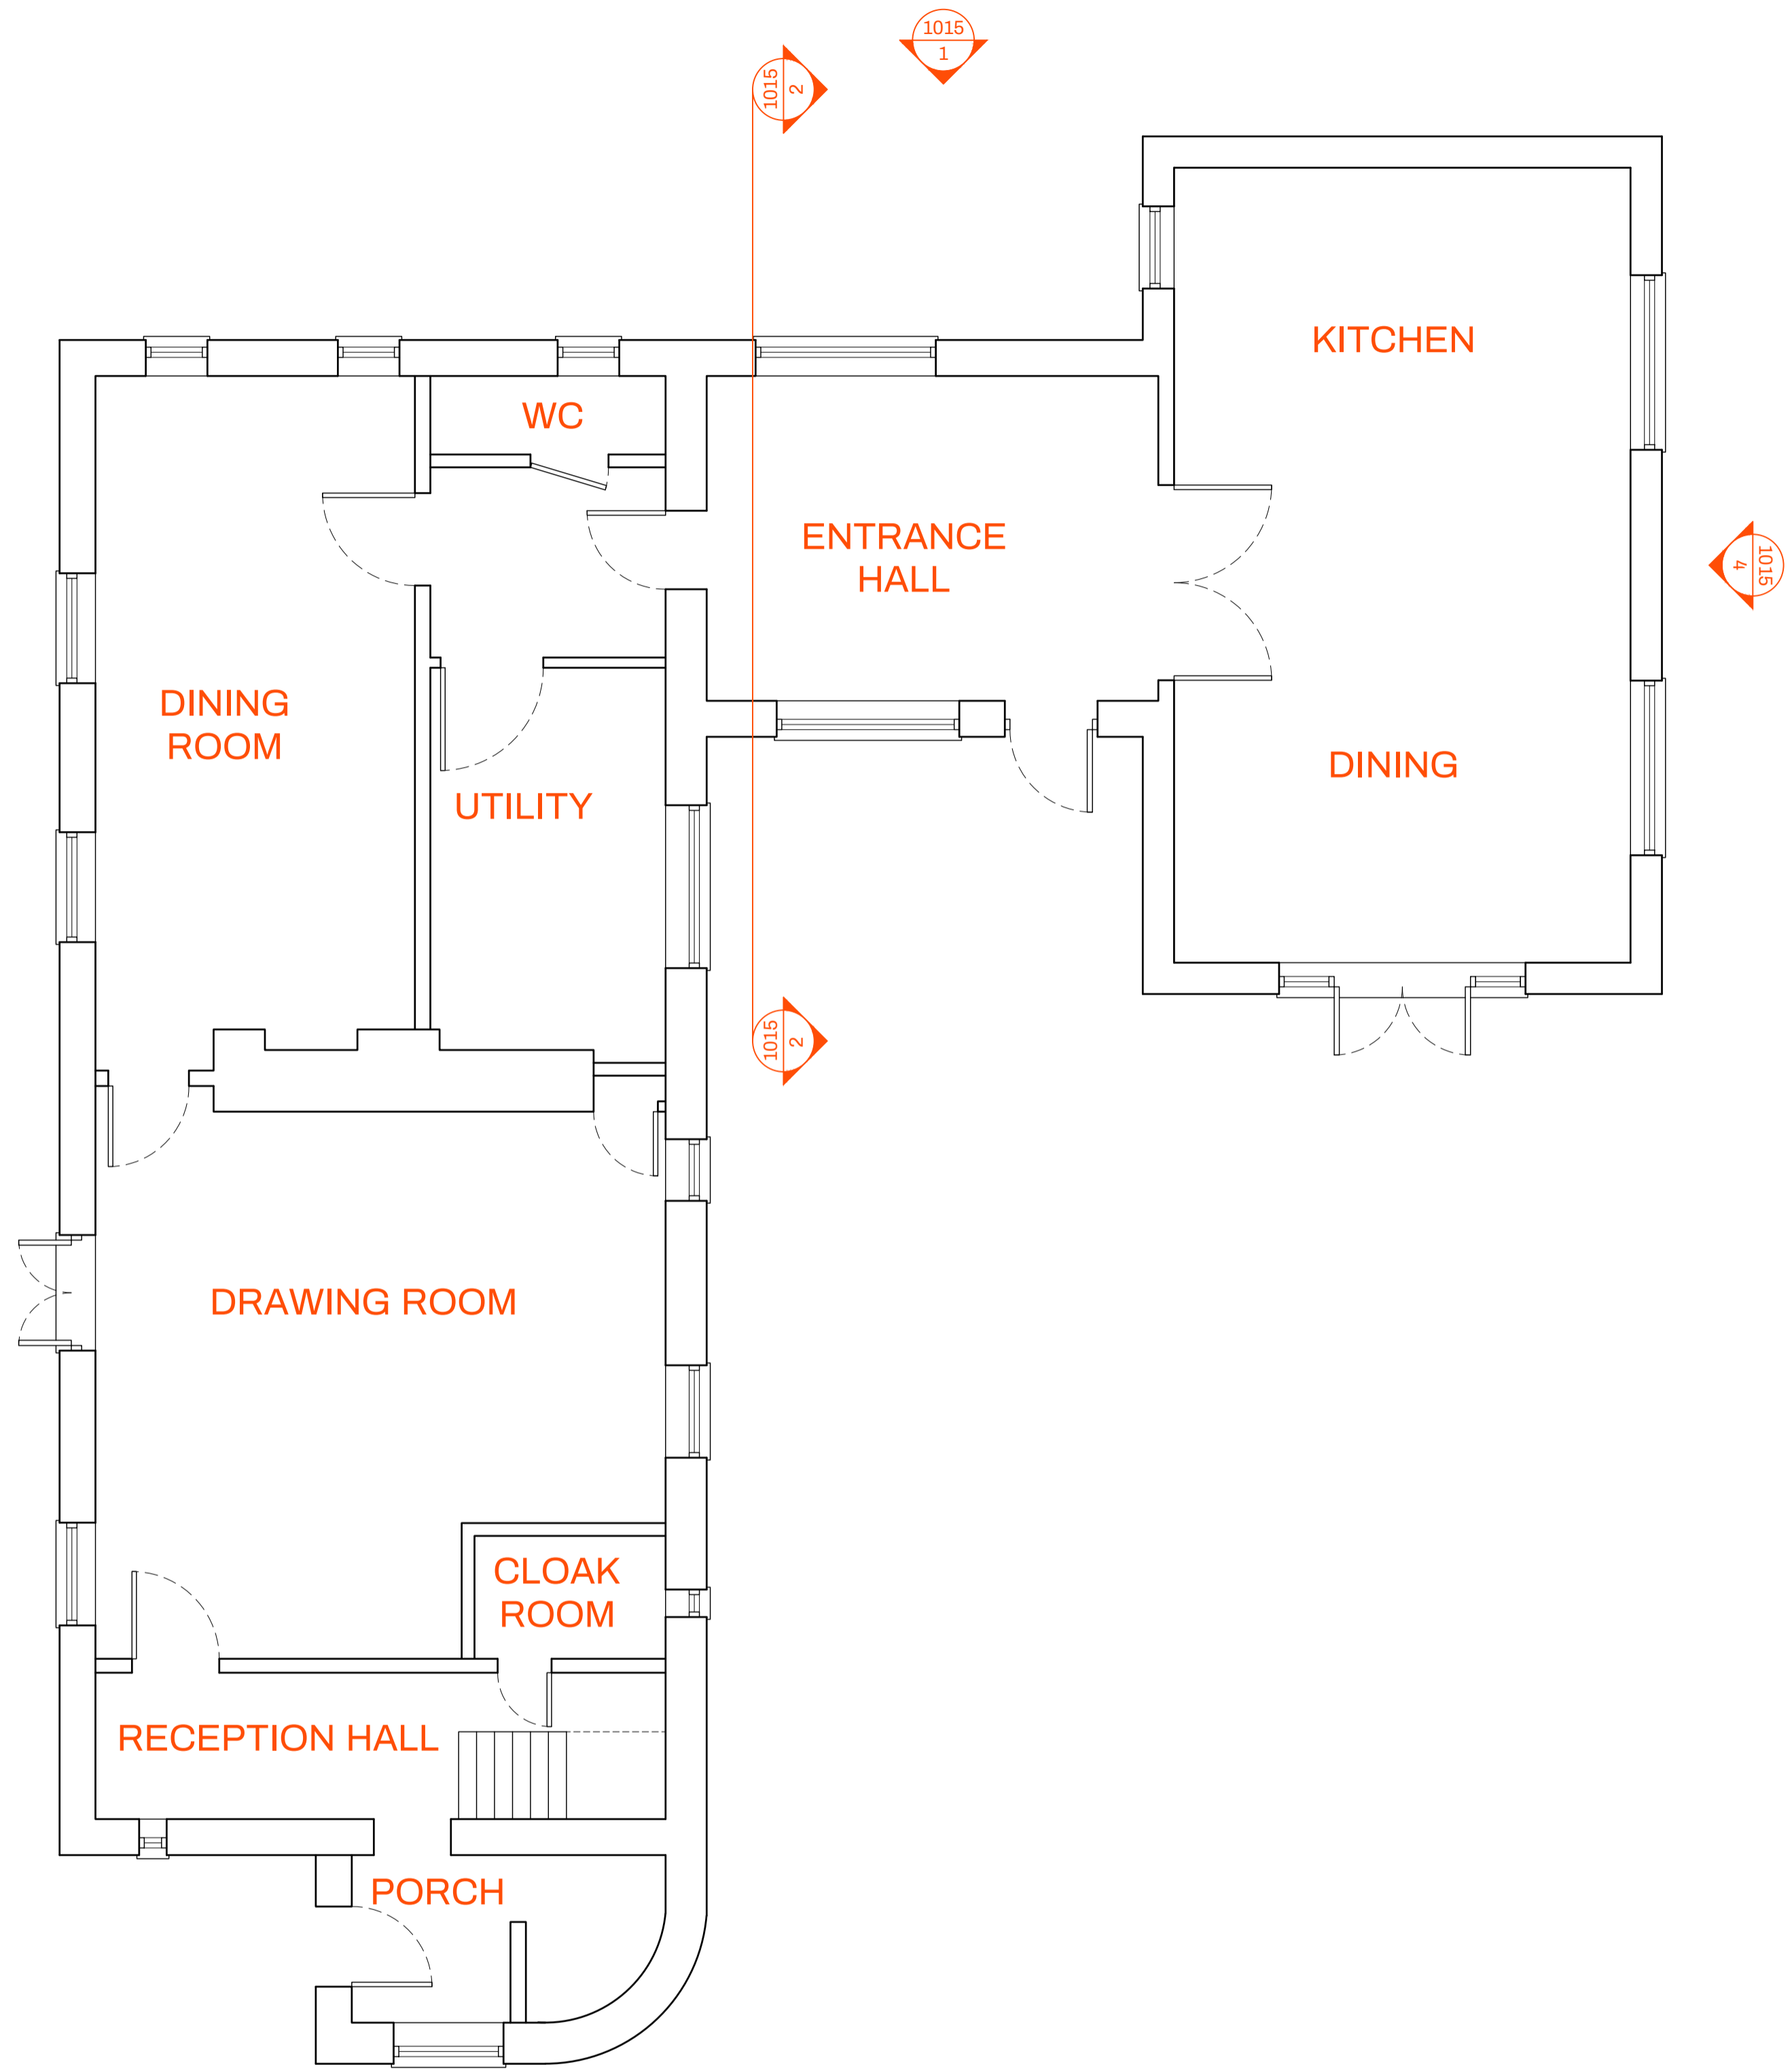 1015
1
1015
2
KITCHEN
WC
ENTRANCE
HALL
1015
4
DINING
ROOM
DINING
UTILITY
1015
2
DRAWING ROOM
CLOAK
ROOM
RECEPTION HALL
PORCH